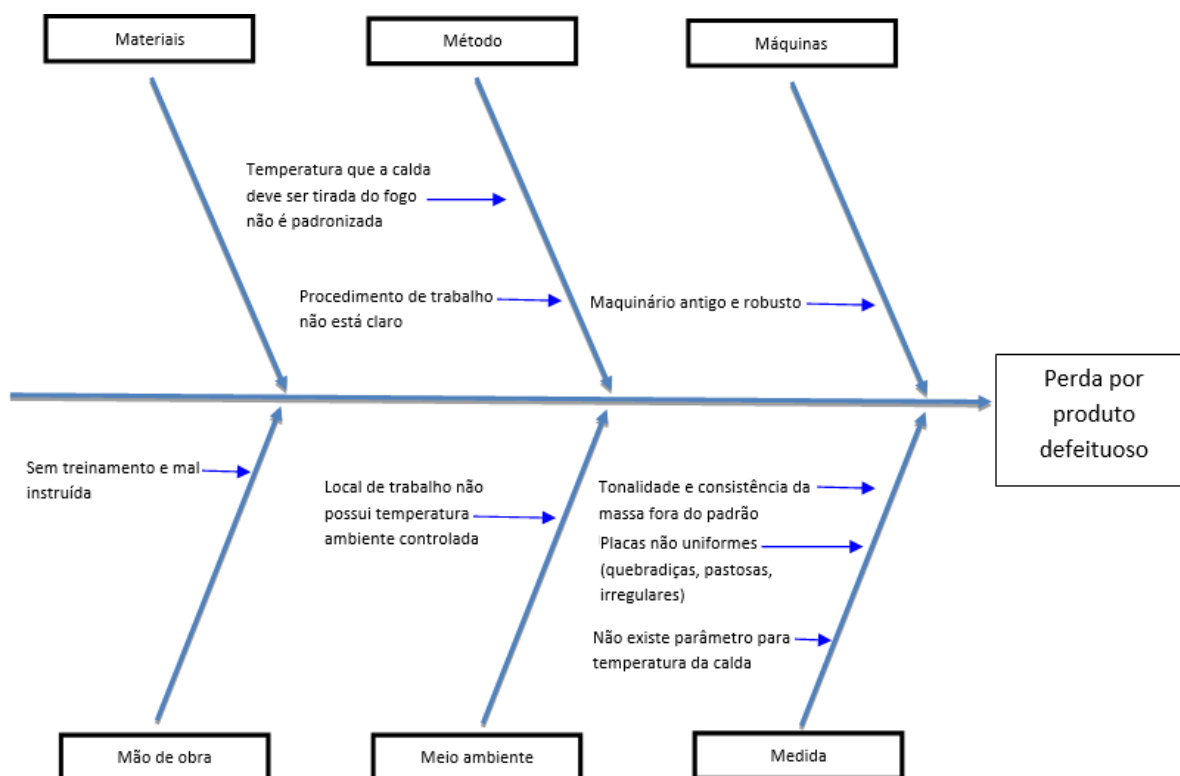 Materiais
Método
Máquinas
Temperatura que a calda
deve ser tirada do fogo
não é padronizada
Procedimento de trabalho
não está claro
Maquinário antigo e robusto
Perda por
produto
defeituoso
Sem treinamento e mal
instruída
Local de trabalho não
possui temperatura
ambiente controlada
Tonalidade e consistência da
massa fora do padrão
Placas não uniformes
(quebradiças, pastosas,
irregulares)
Não existe parâmetro para
temperatura da calda
Mão de obra
Meio ambiente
Medida